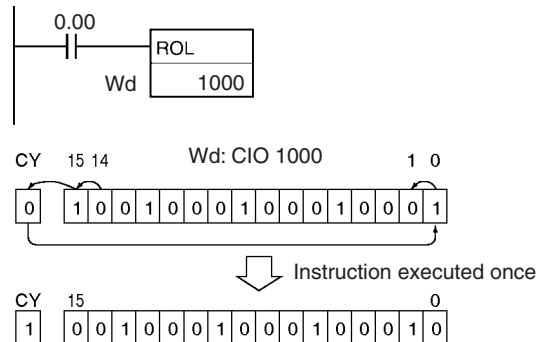 0.00
ROL
Wd 1000
CY 15 14 Wd: CIO 1000 1 0
0 1 0 0 1 0 0 0 1 0 0 0 1 0 0 0 1
Instruction executed once
CY 15 0
1 0 0 1 0 0 0 1 0 0 0 1 0 0 0 1 0